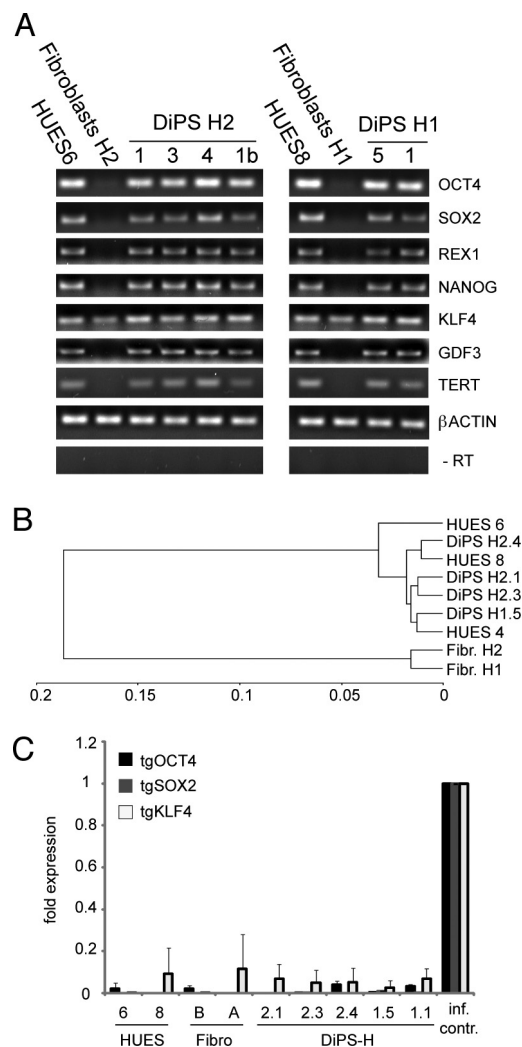 A
HUES6
Fibroblasts H2
DiPS H2
1 3 4 1b
HUES8
Fibroblasts H1
DiPS H1
5 1
OCT4
SOX2
REX1
NANOG
KLF4
GDF3
TERT
βACTIN
- RT
B
HUES 6
DiPS H2.4
HUES 8
DiPS H2.1
DiPS H2.3
DiPS H1.5
HUES 4
Fibr. H2
Fibr. H1
0.2 0.15 0.1 0.05 0
C
fold expression
1.2
1
0.8
0.6
0.4
0.2
0
tgOCT4
tgSOX2
tgKLF4
6 8 B A 2.1 2.3 2.4 1.5 1.1 inf.
contr.
HUES Fibro DiPS-H